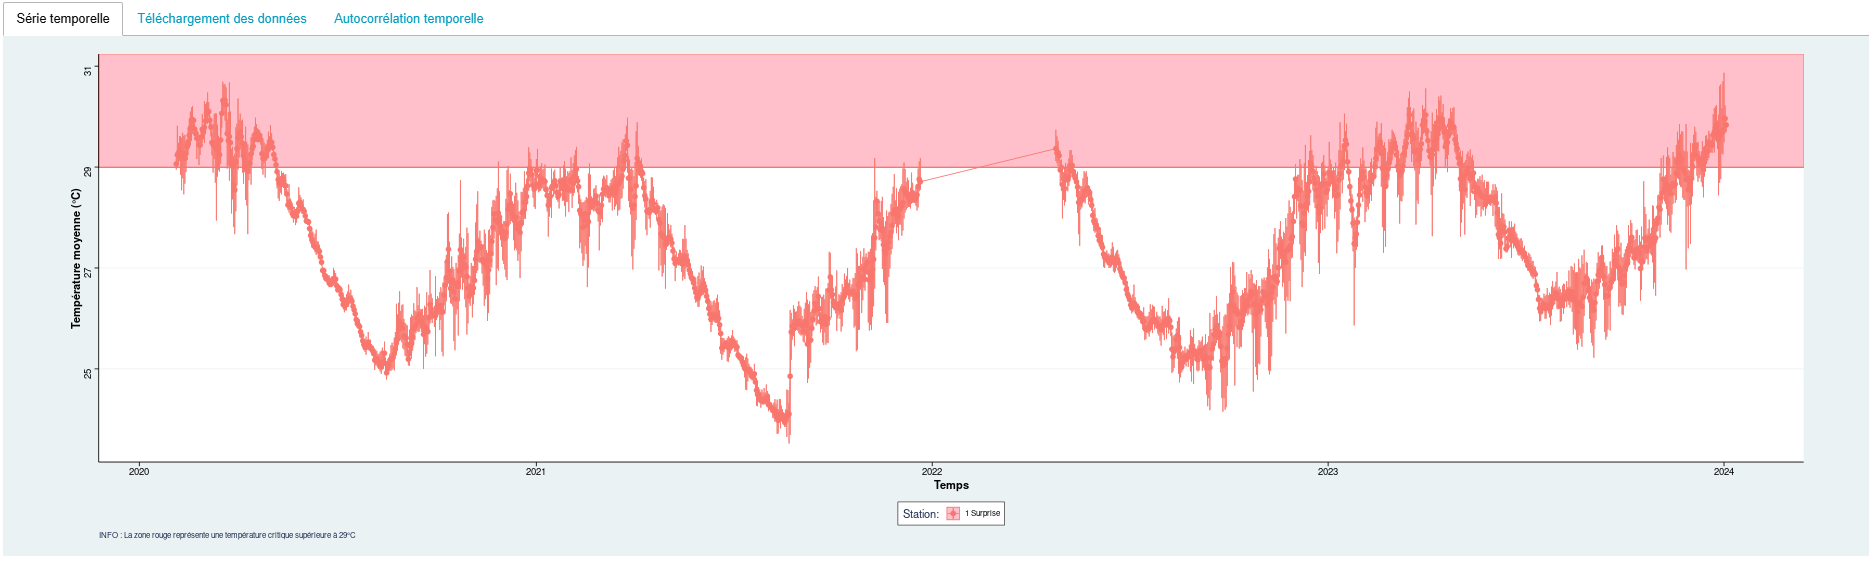 Série temporelle Téléchargement des données Autocorrélation temporelle
31
29
27
25
Température moyenne (°C)
2020 2021 2022 2023 2024
Temps
Station: 1 Surprise
INFO : La zone rouge représente une température critique supérieure à 29°C